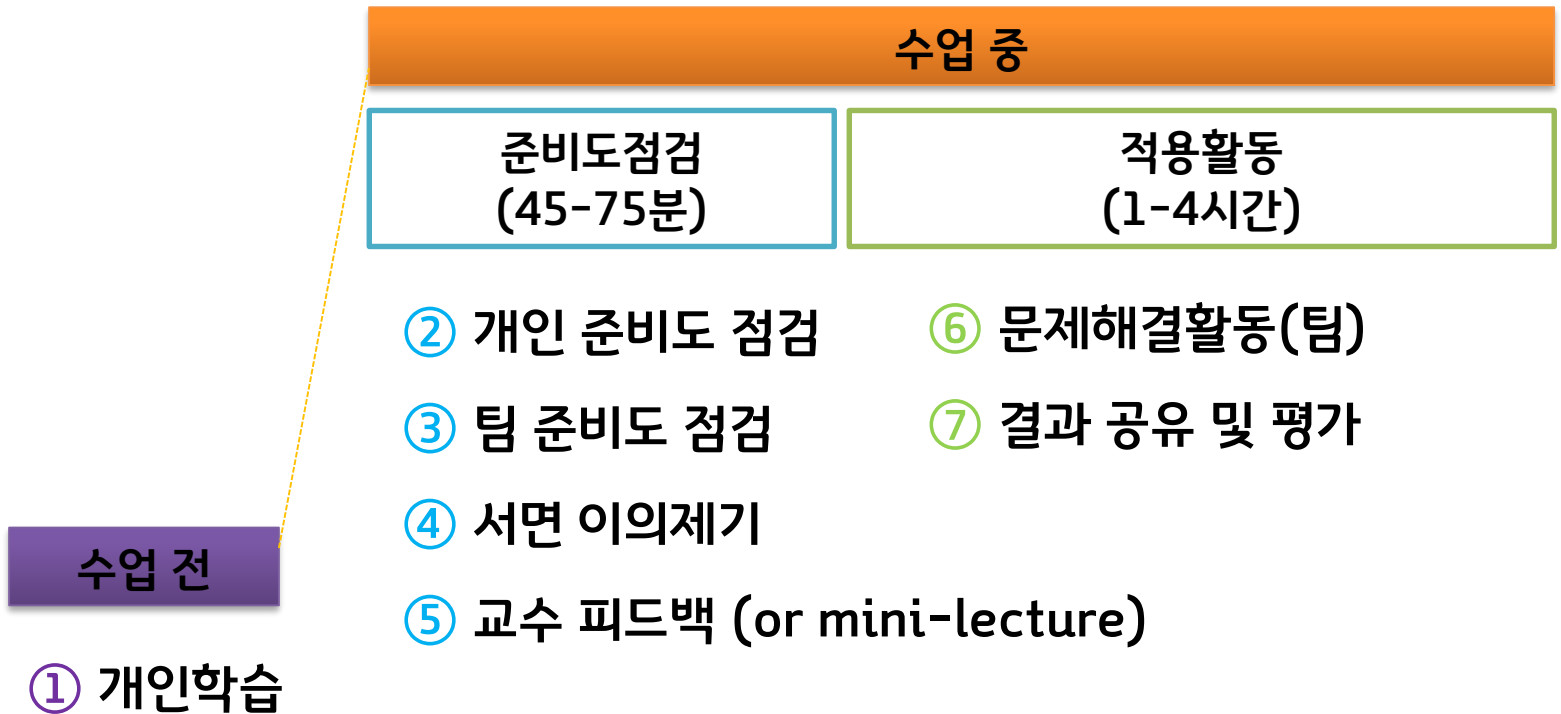 수업 중
준비도점검
(45-75분)
적용활동
(1-4시간)
② 개인 준비도 점검
③ 팀 준비도 점검
④ 서면 이의제기
⑤ 교수 피드백 (or mini-lecture)
⑥ 문제해결활동(팀)
⑦ 결과 공유 및 평가
수업 전
① 개인학습